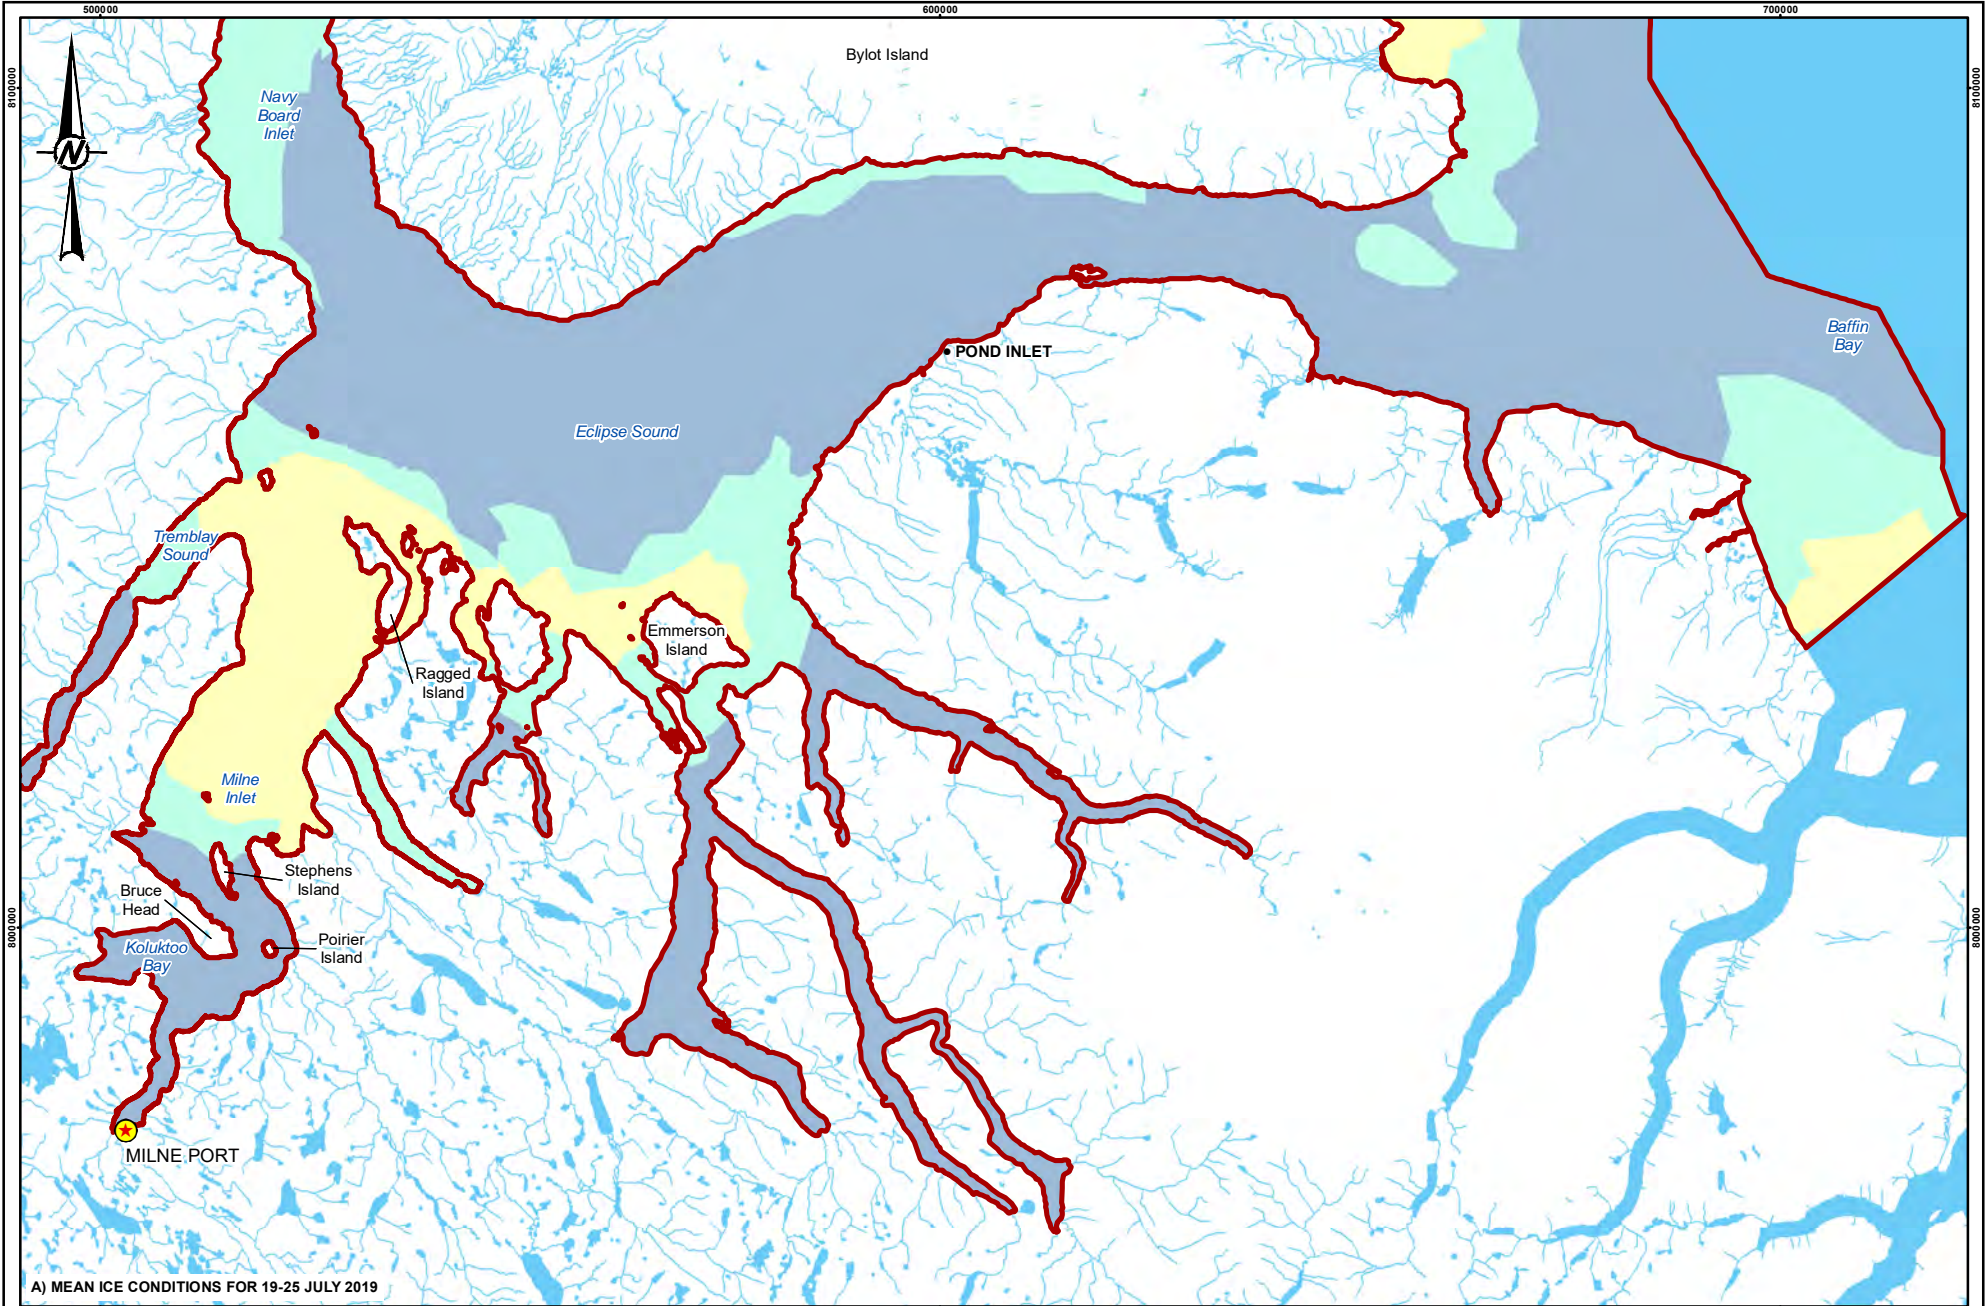 500000
600000
700000
Bylot Island
8100000
8100000
Navy
Board
Inlet
N
Baffin
Bay
POND INLET
Eclipse Sound
Tremblay
Sound
Emmerson
Island
Ragged
Island
Milne
Inlet
Stephens
Island
Bruce
Head
8000000
8000000
Poirier
Island
Koluktoo
Bay
MILNE PORT
A) MEAN ICE CONDITIONS FOR 19-25 JULY 2019